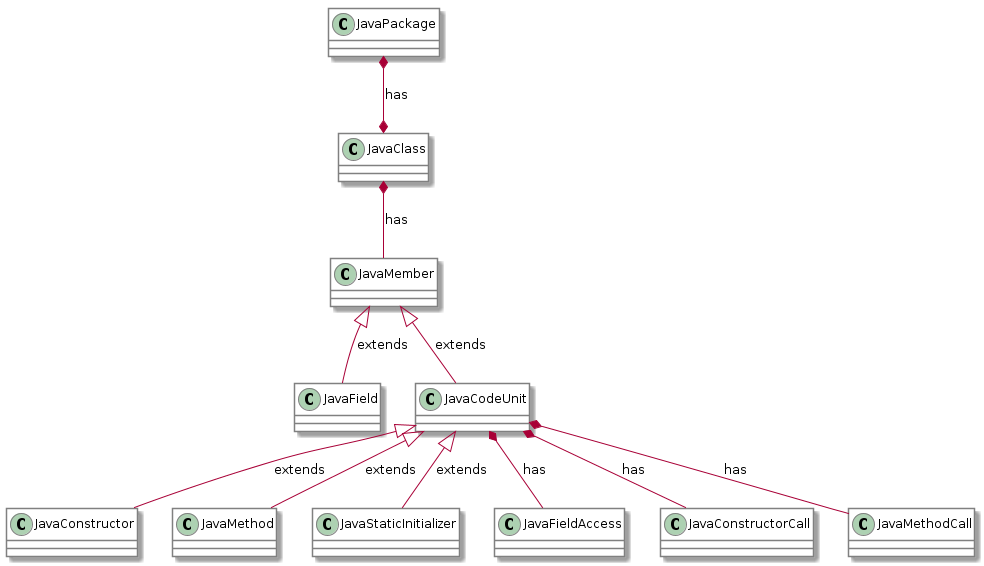 C JavaPackage
has
C JavaClass
has
C JavaMember
extends
extends
C JavaField
C JavaCodeUnit
extends
extends
extends
has
has
has
C JavaConstructor
C JavaMethod
C JavaStaticInitializer
C JavaFieldAccess
C JavaConstructorCall
C JavaMethodCall